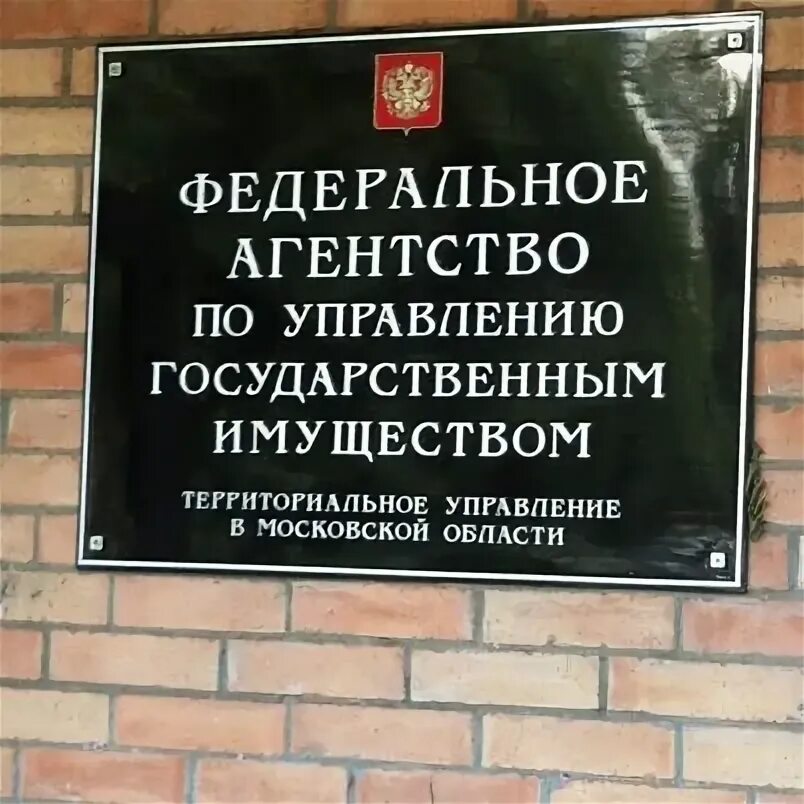 ФЕДЕРАЛЬНОЕ
АГЕНТСТВО
ПО УПРАВЛЕНИЮ
ГОСУДАРСТВЕННЫМ
ИМУЩЕСТВОМ
ТЕРРИТОРИАЛЬНОЕ УПРАВЛЕНИЕ
В МОСКОВСКОЙ ОБЛАСТИ